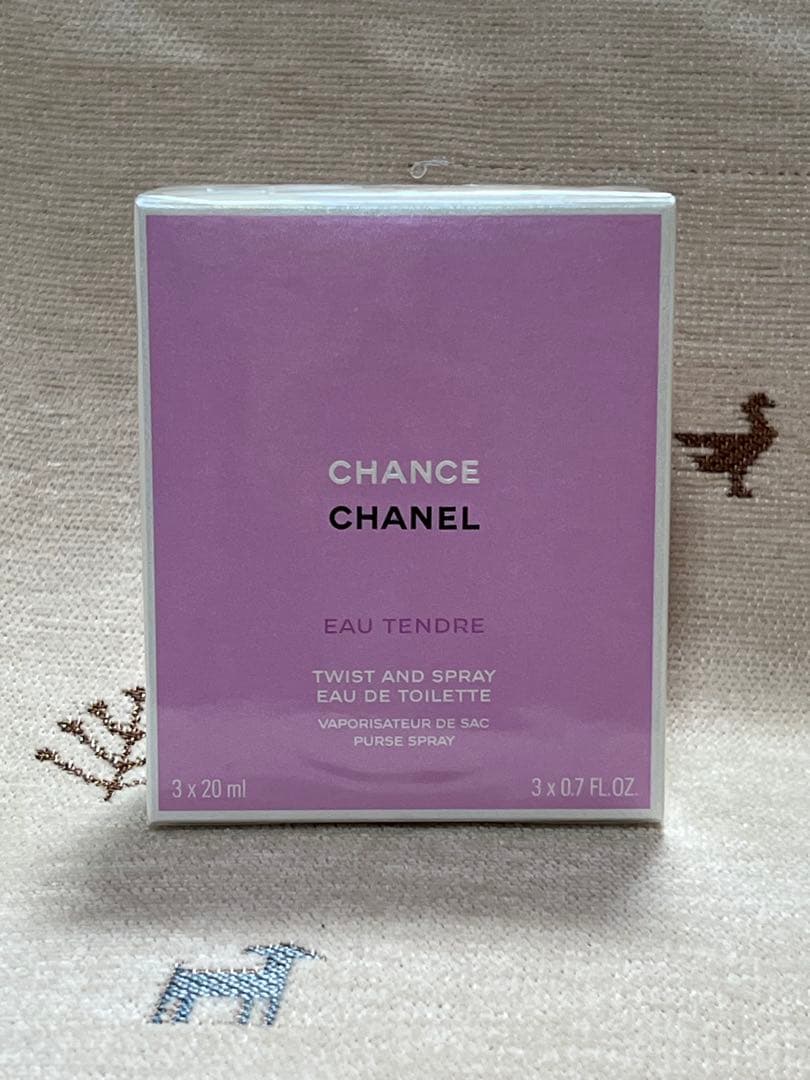 CHANCE
CHANEL
EAU TENDRE
TWIST AND SPRAY
EAU DE TOILETTE
VAPORISATEUR DE SAC
PURSE SPRAY
3 x 20 ml
3 x 0.7 FL.OZ.